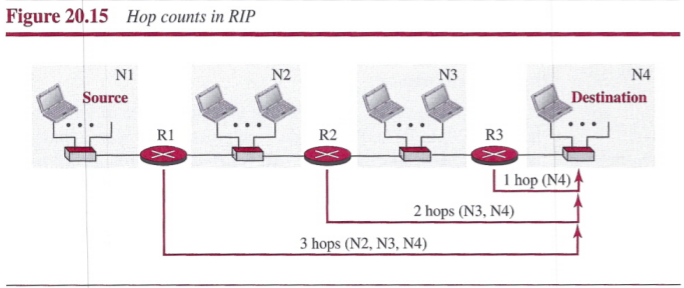 Figure 20.15 Hop counts in RIP
N1 N2 N3 N4
Source Destination
R1 R2 R3
1 hop (N4)
2 hops (N3, N4)
3 hops (N2, N3, N4)